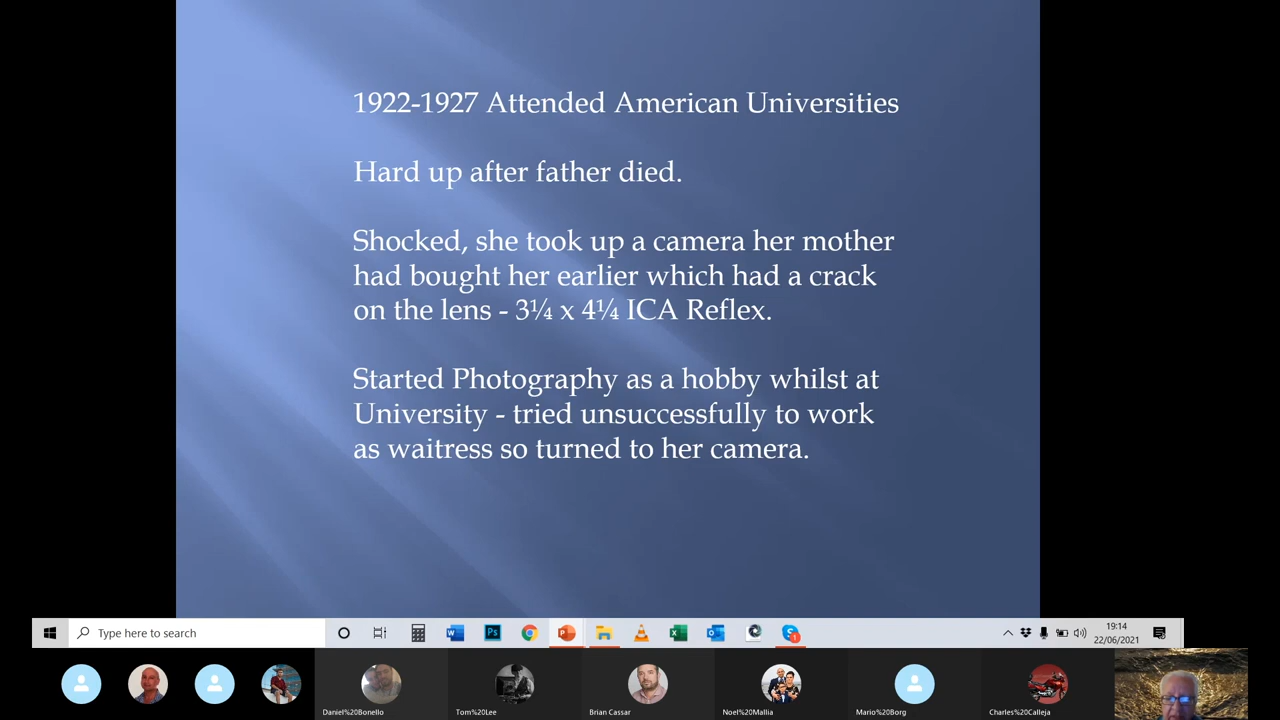 1922-1927 Attended American Universities
Hard up after father died.
Shocked, she took up a camera her mother
had bought her earlier which had a crack
on the lens - 3¼ x 4¼ ICA Reflex.
Started Photography as a hobby whilst at
University - tried unsuccessfully to work
as waitress so turned to her camera.
Type here to search
19:14
22/06/2021
Daniel%20Bonello
Tom%20Lee
Brian Cassar
Noel%20Mallia
Mario%20Borg
Charles%20Calleja